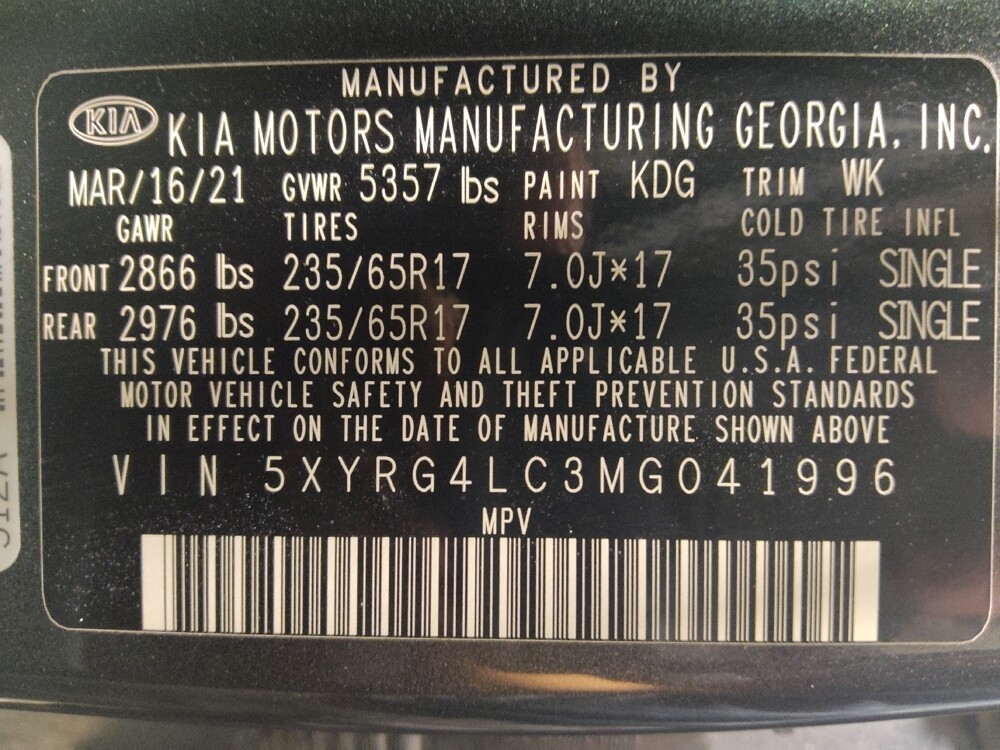 MANUFACTURED BY
KIA KIA MOTORS MANUFACTURING GEORGIA, INC.
MAR/16/21 GVWR 5357 lbs PAINT KDG TRIM WK
GAWR TIRES RIMS COLD TIRE INFL
FRONT 2866 lbs 235/65R17 7.0J*17 35psi SINGLE
REAR 2976 lbs 235/65R17 7.0J*17 35psi SINGLE
THIS VEHICLE CONFORMS TO ALL APPLICABLE U.S.A. FEDERAL
MOTOR VEHICLE SAFETY AND THEFT PREVENTION STANDARDS
IN EFFECT ON THE DATE OF MANUFACTURE SHOWN ABOVE
VIN 5XYRG4LC3MG041996
MPV